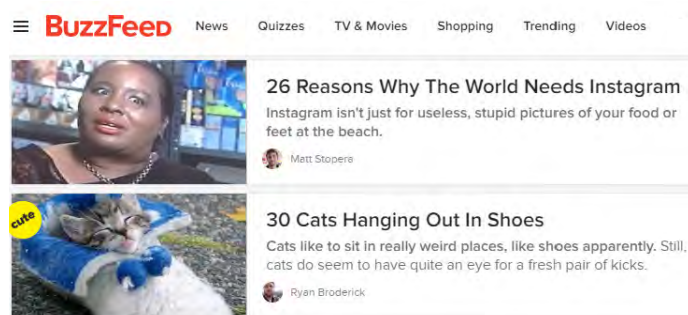 BuzzFeed News Quizzes TV & Movies Shopping Trending Videos
26 Reasons Why The World Needs Instagram
Instagram isn't just for useless, stupid pictures of your food or
feet at the beach.
Matt Stopera
cute
30 Cats Hanging Out In Shoes
Cats like to sit in really weird places, like shoes apparently. Still,
cats do seem to have quite an eye for a fresh pair of kicks.
Ryan Broderick